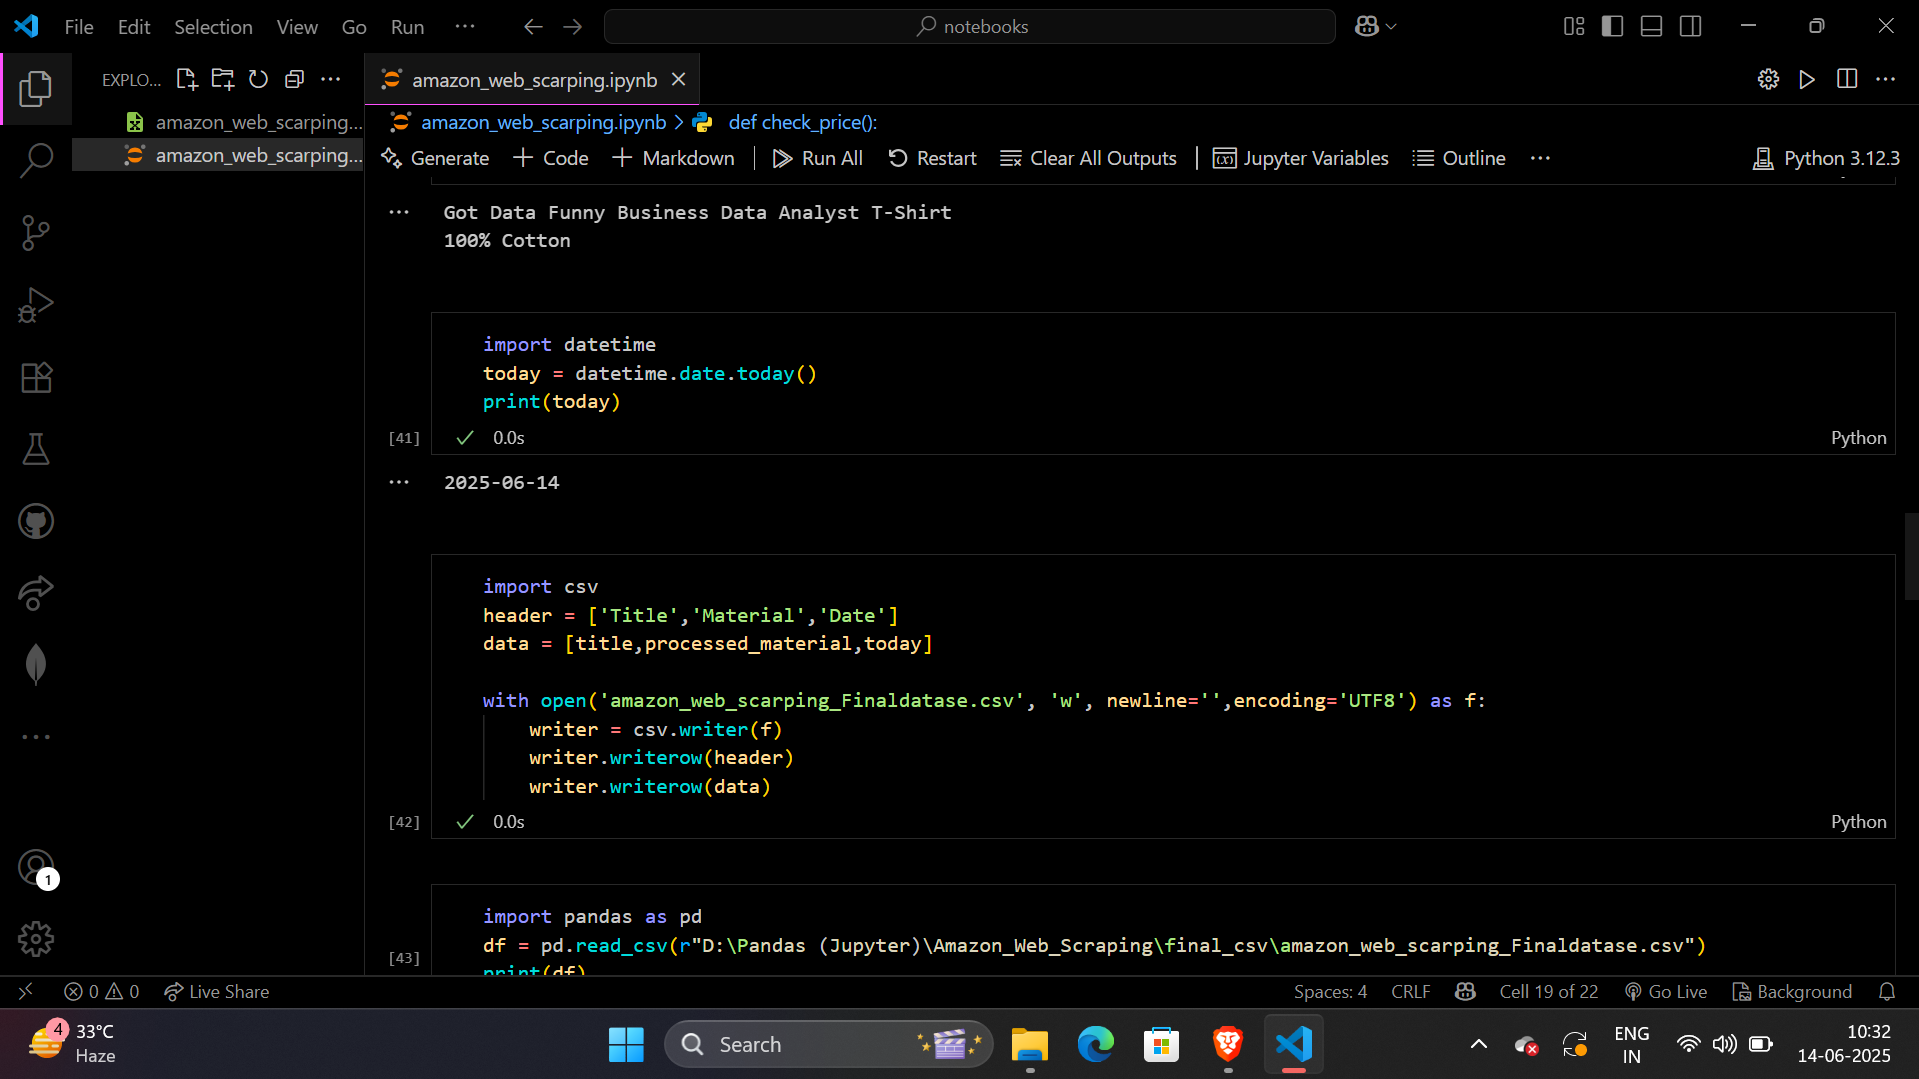 File Edit Selection View Go Run ...
notebooks
EXPLO...
amazon_web_scarping.ipynb
amazon_web_scarping...
amazon_web_scarping...
amazon_web_scarping.ipynb > def check_price():
Generate + Code + Markdown | Run All Restart Clear All Outputs | Jupyter Variables Outline ... Python 3.12.3
... Got Data Funny Business Data Analyst T-Shirt
100% Cotton
import datetime
today = datetime.date.today()
print(today)
[41] ✓ 0.0s Python
... 2025-06-14
import csv
header = ['Title','Material','Date']
data = [title,processed_material,today]
with open('amazon_web_scarping_Finaldatase.csv', 'w', newline='',encoding='UTF8') as f:
    writer = csv.writer(f)
    writer.writerow(header)
    writer.writerow(data)
[42] ✓ 0.0s Python
import pandas as pd
df = pd.read_csv(r"D:\Pandas (Jupyter)\Amazon_Web_Scraping\final_csv\amazon_web_scarping_Finaldatase.csv")
[43]
print(df)
1
0 0 Live Share Spaces: 4 CRLF Cell 19 of 22 Go Live Background
4 33°C
Haze
Search
ENG
IN
10:32
14-06-2025